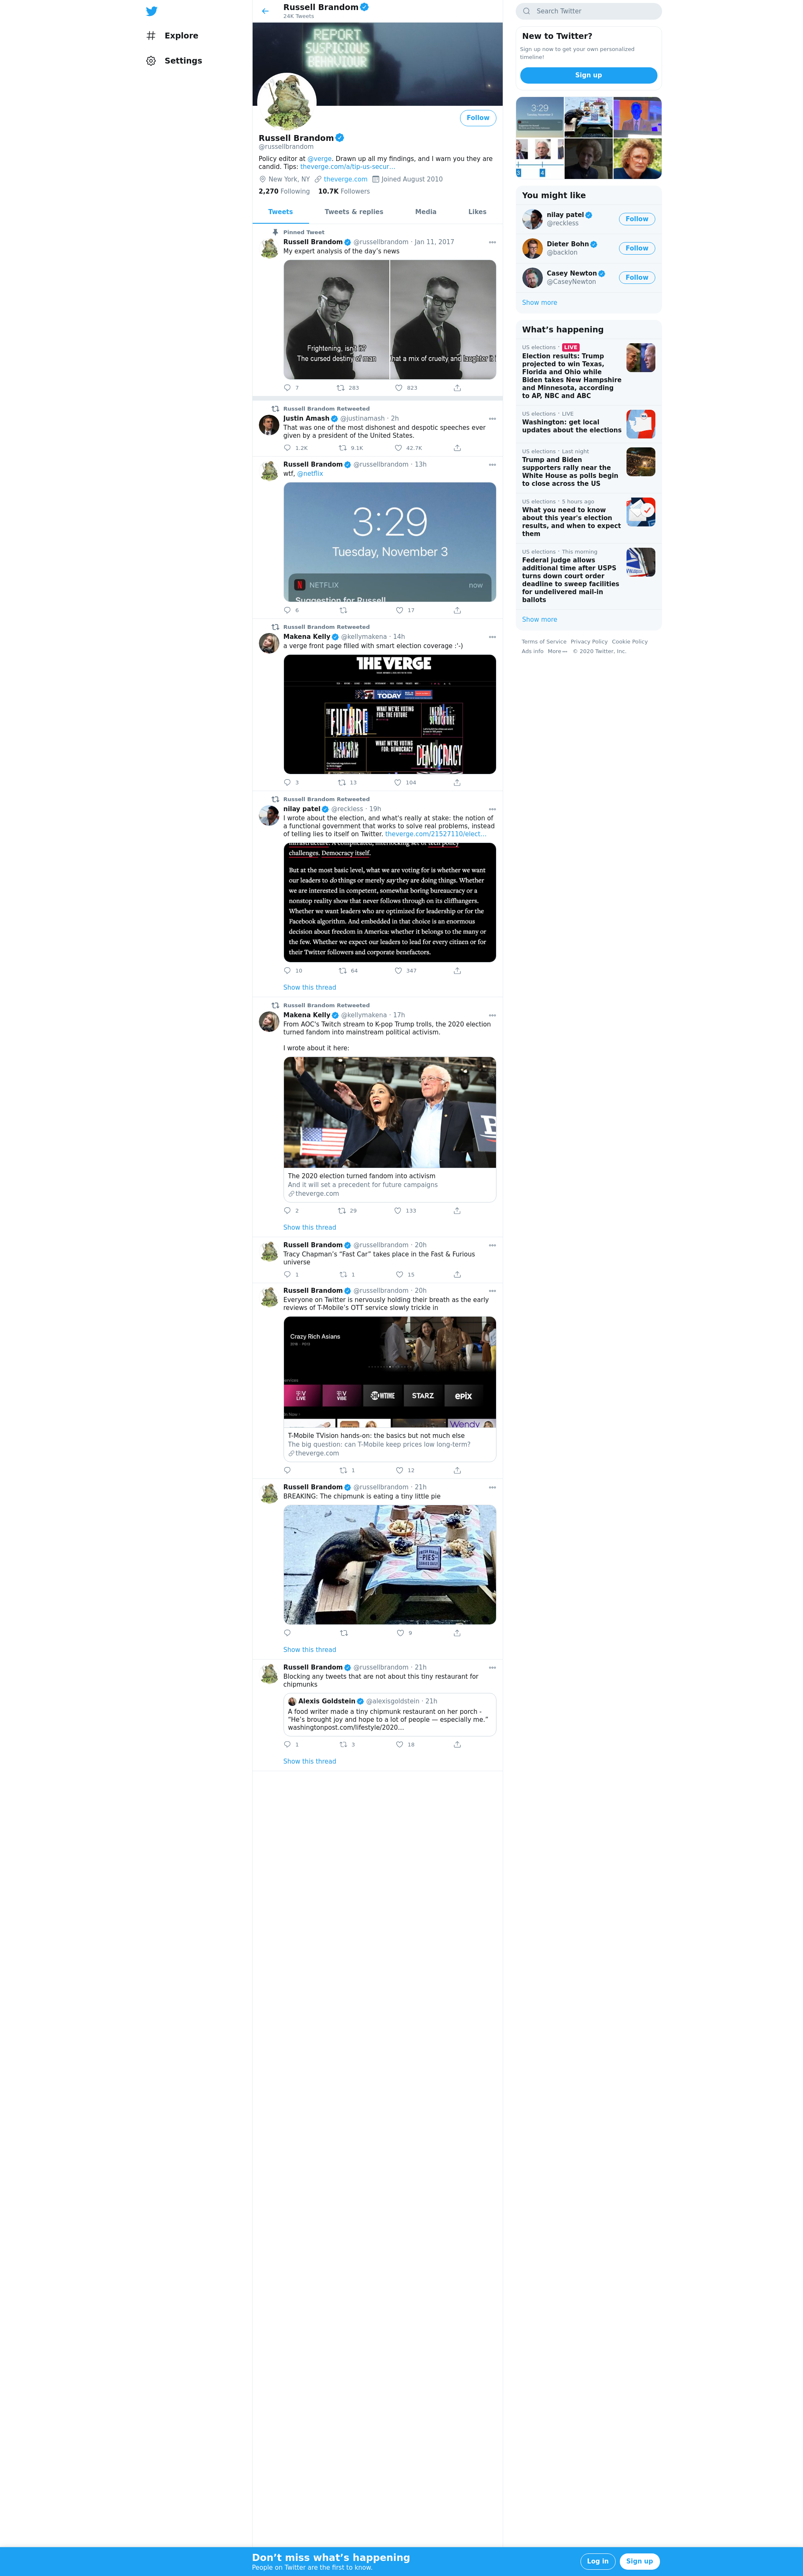 Explore
Settings
Russell Brandom
24K Tweets
REPORT
SUSPICIOUS
BEHAVIOUR
Follow
Russell Brandom
@russellbrandom
Policy editor at @verge. Drawn up all my findings, and I warn you they are
candid. Tips: theverge.com/a/tip-us-secur…
New York, NY theverge.com Joined August 2010
2,270 Following 10.7K Followers
Tweets Tweets & replies Media Likes
Pinned Tweet
Russell Brandom @russellbrandom · Jan 11, 2017
My expert analysis of the day's news
Frightening, isn't it?
The cursed destiny of man
that a mix of cruelty and laughter it i
7 283 823
Russell Brandom Retweeted
Justin Amash @justinamash · 2h
That was one of the most dishonest and despotic speeches ever
given by a president of the United States.
1.2K 9.1K 42.7K
Russell Brandom @russellbrandom · 13h
wtf, @netflix
3:29
Tuesday, November 3
NETFLIX now
Suggestion for Russell
6 17
Russell Brandom Retweeted
Makena Kelly @kellymakena · 14h
a verge front page filled with smart election coverage :'-)
THE VERGE
TODAY
THE FUTURE
WHAT WE'RE VOTING FOR: THE FUTURE
WHAT WE'RE VOTING FOR: DEMOCRACY
DEMOCRACY
3 13 104
Russell Brandom Retweeted
nilay patel @reckless · 19h
I wrote about the election, and what's really at stake: the notion of
a functional government that works to solve real problems, instead
of telling lies to itself on Twitter. theverge.com/21527110/elect…
infrastructure. A complicated, interlocking set of tech policy
challenges. Democracy itself.
But at the most basic level, what we are voting for is whether we want
our leaders to do things or merely say they are doing things. Whether
we are interested in competent, somewhat boring bureaucracy or a
nonstop reality show that never follows through on its cliffhangers.
Whether we want leaders who are optimized for leadership or for the
Facebook algorithm. And embedded in that choice is an enormous
decision about freedom in America: whether it belongs to the many or
the few. Whether we expect our leaders to lead for every citizen or for
their Twitter followers and corporate benefactors.
10 64 347
Show this thread
Russell Brandom Retweeted
Makena Kelly @kellymakena · 17h
From AOC's Twitch stream to K-pop Trump trolls, the 2020 election
turned fandom into mainstream political activism.
I wrote about it here:
The 2020 election turned fandom into activism
And it will set a precedent for future campaigns
theverge.com
2 29 133
Show this thread
Russell Brandom @russellbrandom · 20h
Tracy Chapman's "Fast Car" takes place in the Fast & Furious
universe
1 1 15
Russell Brandom @russellbrandom · 20h
Everyone on Twitter is nervously holding their breath as the early
reviews of T-Mobile's OTT service slowly trickle in
Crazy Rich Asians
TV LIVE TV VIBE SHOWTIME STARZ epix
Wendy
T-Mobile TVision hands-on: the basics but not much else
The big question: can T-Mobile keep prices low long-term?
theverge.com
1 12
Russell Brandom @russellbrandom · 21h
BREAKING: The chipmunk is eating a tiny little pie
PIES
9
Show this thread
Russell Brandom @russellbrandom · 21h
Blocking any tweets that are not about this tiny restaurant for
chipmunks
Alexis Goldstein @alexisgoldstein · 21h
A food writer made a tiny chipmunk restaurant on her porch -
"He's brought joy and hope to a lot of people — especially me."
washingtonpost.com/lifestyle/2020…
1 3 18
Show this thread
Search Twitter
New to Twitter?
Sign up now to get your own personalized
timeline!
Sign up
3:29
3 4
You might like
nilay patel
@reckless
Follow
Dieter Bohn
@backlon
Follow
Casey Newton
@CaseyNewton
Follow
Show more
What's happening
US elections · LIVE
Election results: Trump
projected to win Texas,
Florida and Ohio while
Biden takes New Hampshire
and Minnesota, according
to AP, NBC and ABC
US elections · LIVE
Washington: get local
updates about the elections
US elections · Last night
Trump and Biden
supporters rally near the
White House as polls begin
to close across the US
US elections · 5 hours ago
What you need to know
about this year's election
results, and when to expect
them
US elections · This morning
Federal judge allows
additional time after USPS
turns down court order
deadline to sweep facilities
for undelivered mail-in
ballots
Show more
Terms of Service Privacy Policy Cookie Policy
Ads info More © 2020 Twitter, Inc.
Don't miss what's happening
People on Twitter are the first to know.
Log in
Sign up